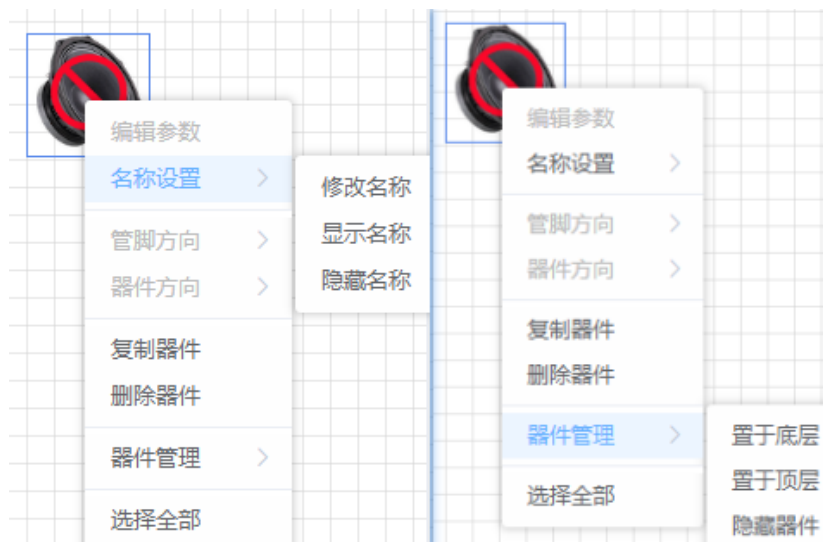 编辑参数
名称设置
修改名称
显示名称
隐藏名称
管脚方向
器件方向
复制器件
删除器件
器件管理
选择全部
编辑参数
名称设置
管脚方向
器件方向
复制器件
删除器件
器件管理
置于底层
置于顶层
隐藏器件
选择全部